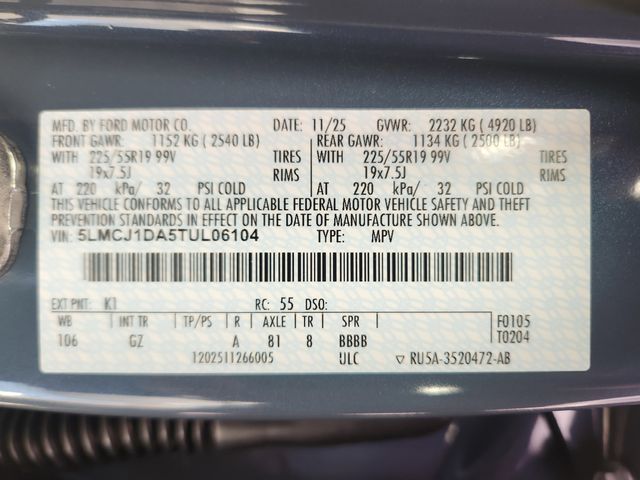 MFD. BY FORD MOTOR CO. DATE: 11/25 GVWR: 2232 KG ( 4920 LB)
FRONT GAWR: 1152 KG ( 2540 LB) REAR GAWR: 1134 KG ( 2500 LB)
WITH 225/55R19 99V TIRES WITH 225/55R19 99V TIRES
19x7.5J RIMS 19x7.5J RIMS
AT 220 kPa/ 32 PSI COLD AT 220 kPa/ 32 PSI COLD
THIS VEHICLE CONFORMS TO ALL APPLICABLE FEDERAL MOTOR VEHICLE SAFETY AND THEFT
PREVENTION STANDARDS IN EFFECT ON THE DATE OF MANUFACTURE SHOWN ABOVE.
VIN: 5LMCJ1DA5TUL06104 TYPE: MPV
EXT PNT: K1 RC: 55 DSO:
WB INT TR TP/PS R AXLE TR SPR F0105
106 GZ A 81 8 BBBB T0204
1202511266005 ULC ▽ RU5A-3520472-AB